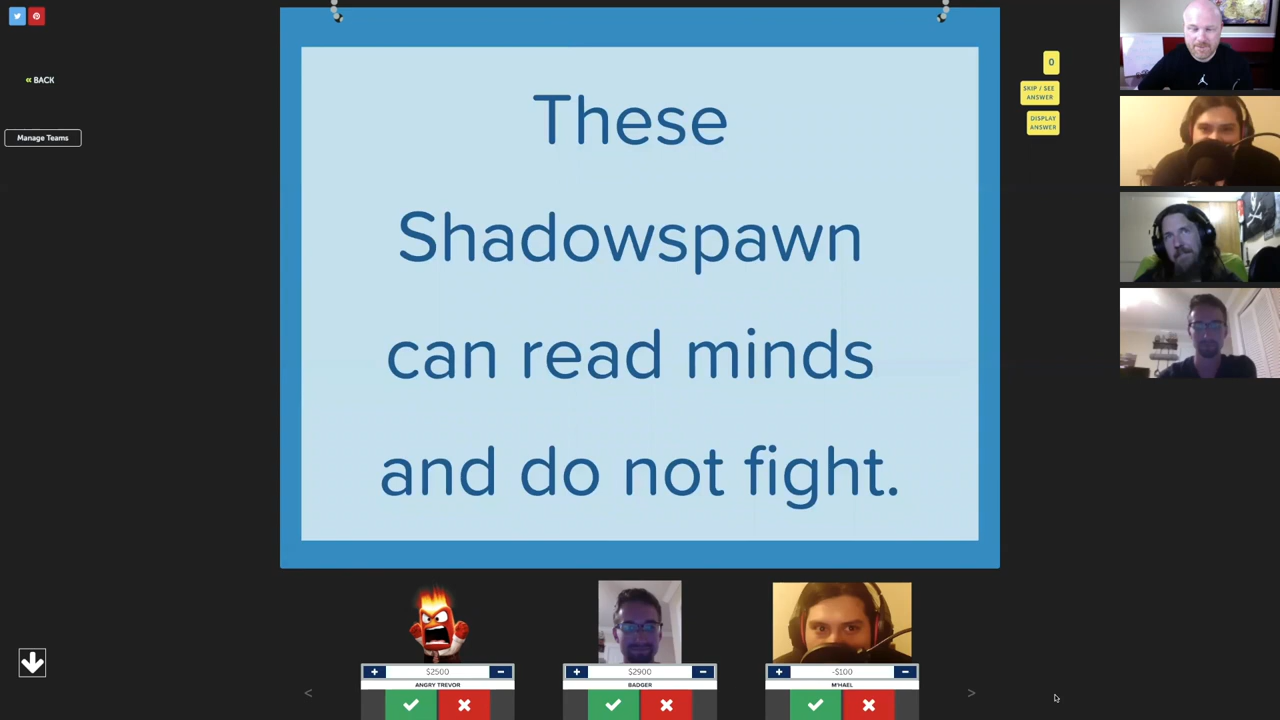 « BACK
Manage Teams
These
Shadowspawn
can read minds
and do not fight.
0
SKIP / SEE
ANSWER
DISPLAY
ANSWER
+ $2500 −
ANGRY TREVOR
+ $2900 −
BADGER
+ -$100 −
M'HAEL
< >